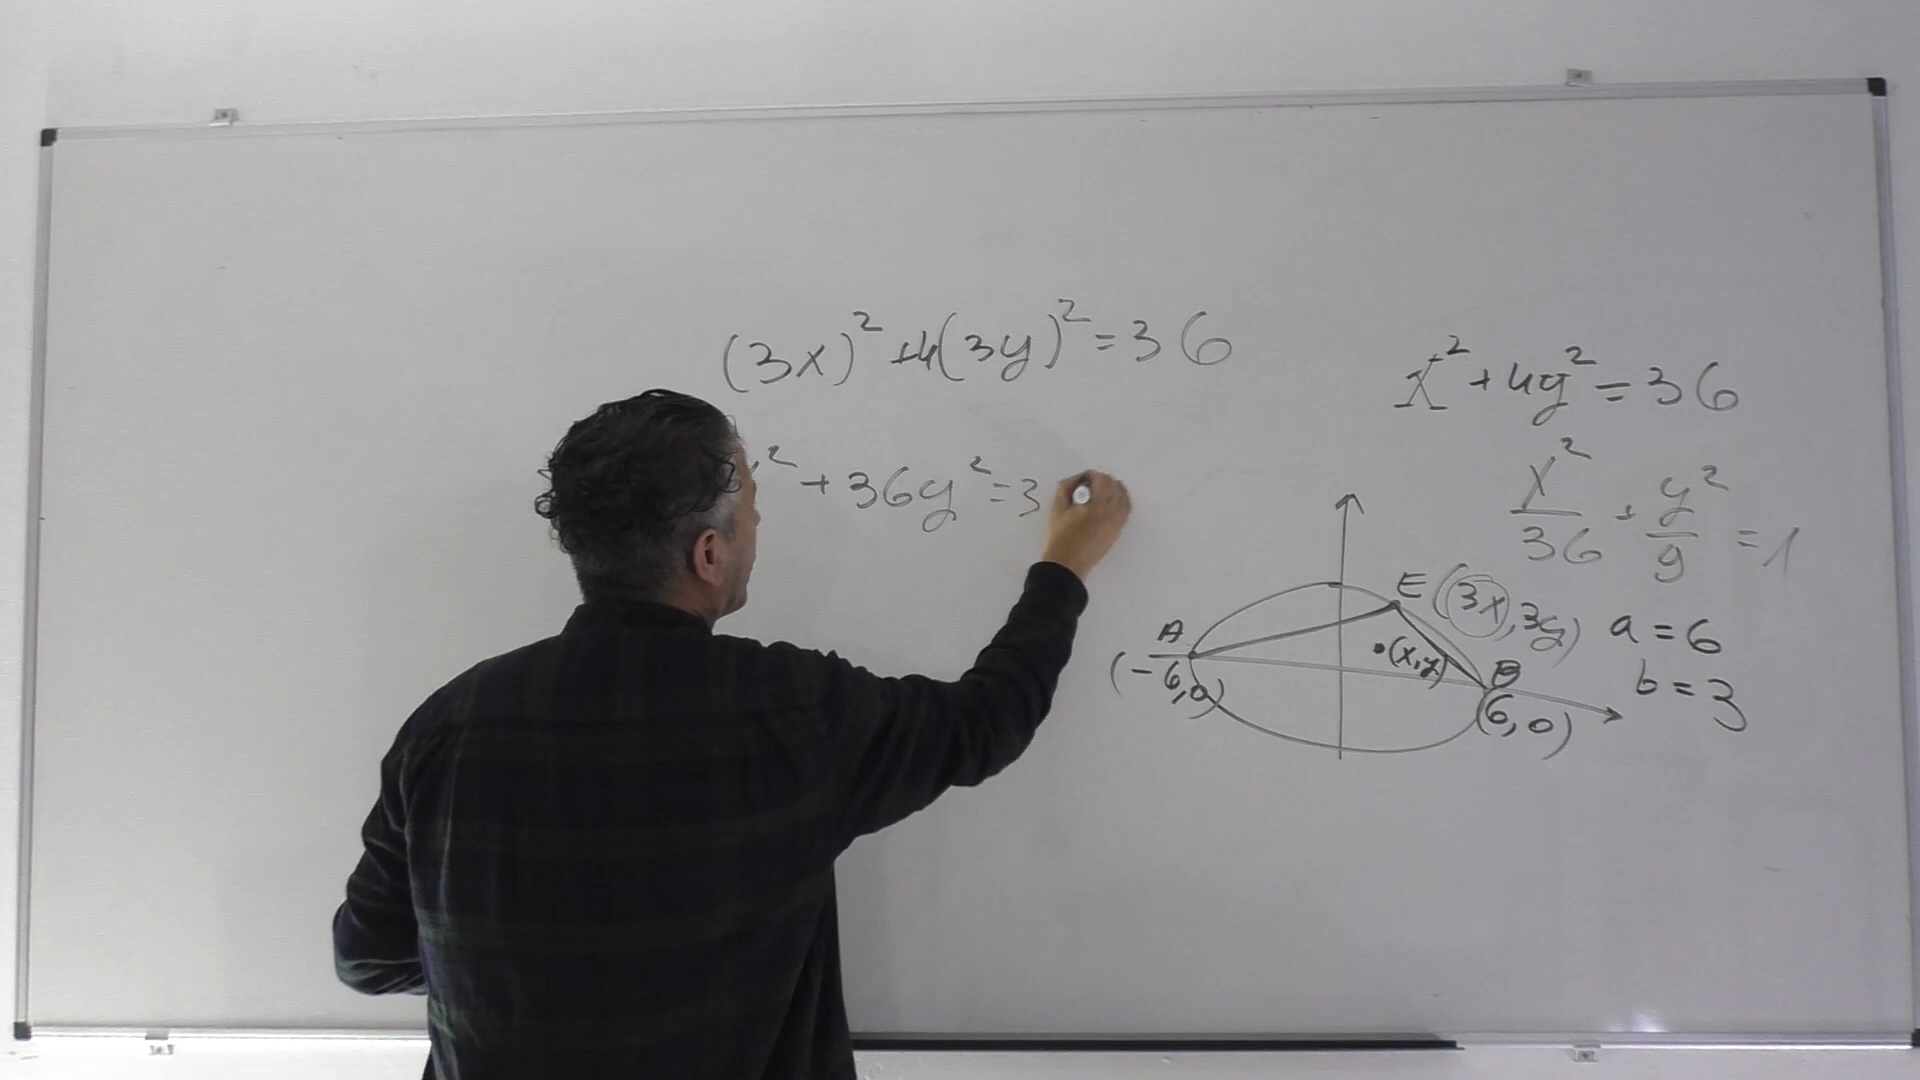 (3x)²+4(3y)²=36
² + 36y² = 3
x²+4y²=36
x²/36 + y²/9 = 1
E (3x, 3y)
a = 6
A
•(x,y)
B
b = 3
(-6,0)
(6,0)